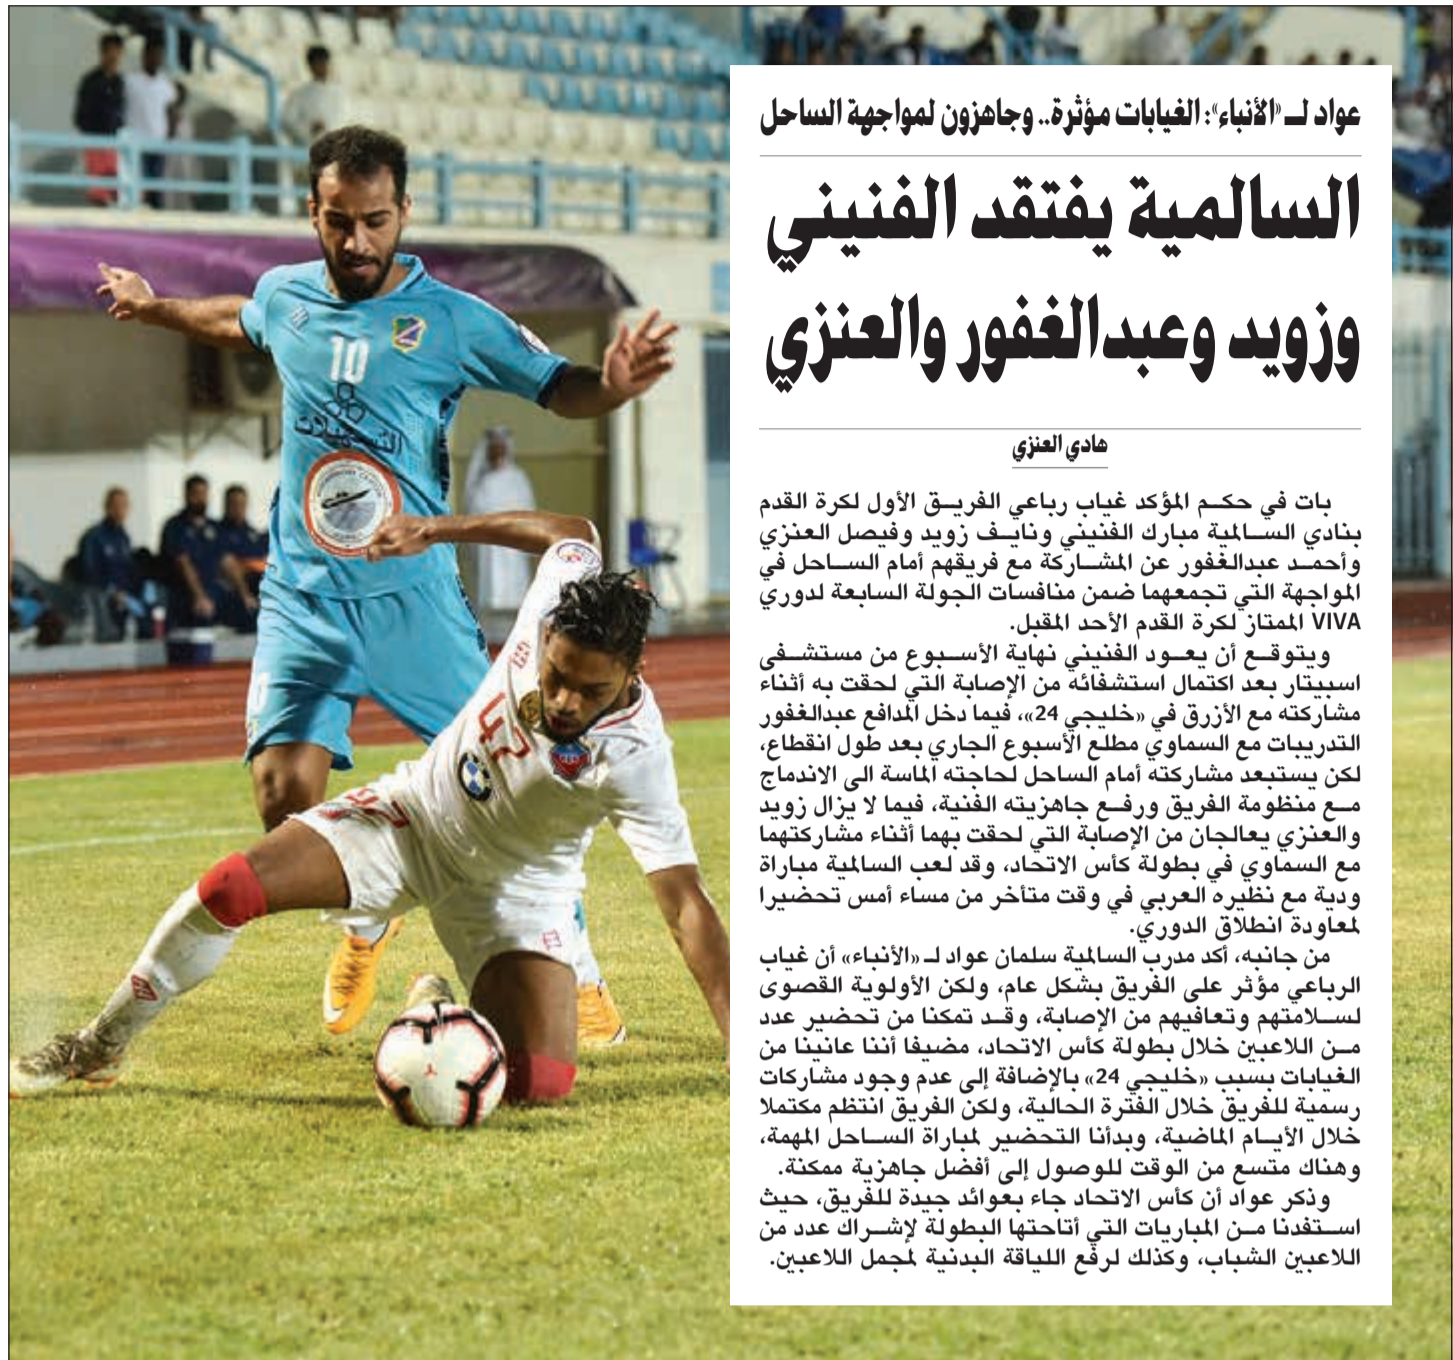 عواد لـ «الأنباء»: الغيابات مؤثرة.. وجاهزون لمواجهة الساحل
السالمية يفتقد الفنيني
وزويد وعبدالغفور والعنزي
هادي العنزي
بات في حكم المؤكد غياب رباعي الفريق الأول لكرة القدم
بنادي السالمية مبارك الفنيني ونايف زويد وفيصل العنزي
وأحمد عبدالغفور عن المشاركة مع فريقهم أمام الساحل في
المواجهة التي تجمعهما ضمن منافسات الجولة السابعة لدوري
VIVA الممتاز لكرة القدم الأحد المقبل.
ويتوقع أن يعود الفنيني نهاية الأسبوع من مستشفى
اسبيتار بعد اكتمال استشفائه من الإصابة التي لحقت به أثناء
مشاركته مع الأزرق في «خليجي 24»، فيما دخل المدافع عبدالغفور
التدريبات مع السماوي مطلع الأسبوع الجاري بعد طول انقطاع،
لكن يستبعد مشاركته أمام الساحل لحاجته الماسة الى الاندماج
مع منظومة الفريق ورفع جاهزيته الفنية، فيما لا يزال زويد
والعنزي يعالجان من الإصابة التي لحقت بهما أثناء مشاركتهما
مع السماوي في بطولة كأس الاتحاد، وقد لعب السالمية مباراة
ودية مع نظيره العربي في وقت متأخر من مساء أمس تحضيرا
لمعاودة انطلاق الدوري.
من جانبه، أكد مدرب السالمية سلمان عواد لـ «الأنباء» أن غياب
الرباعي مؤثر على الفريق بشكل عام، ولكن الأولوية القصوى
لسلامتهم وتعافيهم من الإصابة، وقد تمكنا من تحضير عدد
من اللاعبين خلال بطولة كأس الاتحاد، مضيفا أننا عانينا من
الغيابات بسبب «خليجي 24» بالإضافة إلى عدم وجود مشاركات
رسمية للفريق خلال الفترة الحالية، ولكن الفريق انتظم مكتملا
خلال الأيام الماضية، وبدأنا التحضير لمباراة الساحل المهمة،
وهناك متسع من الوقت للوصول إلى أفضل جاهزية ممكنة.
وذكر عواد أن كأس الاتحاد جاء بعوائد جيدة للفريق، حيث
استفدنا من المباريات التي أتاحتها البطولة لإشراك عدد من
اللاعبين الشباب، وكذلك لرفع اللياقة البدنية لمجمل اللاعبين.
10
التسهيلات
42
BMW